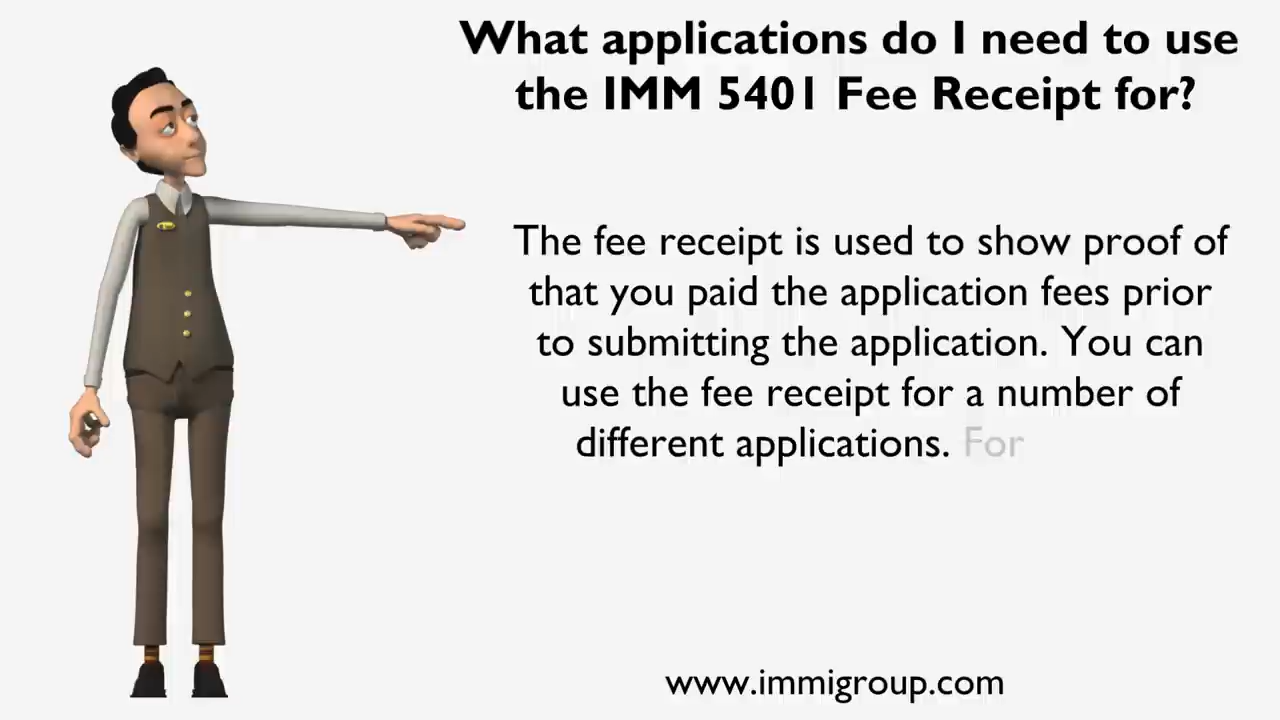 What applications do I need to use
the IMM 5401 Fee Receipt for?
The fee receipt is used to show proof of
that you paid the application fees prior
to submitting the application. You can
use the fee receipt for a number of
different applications. For
www.immigroup.com